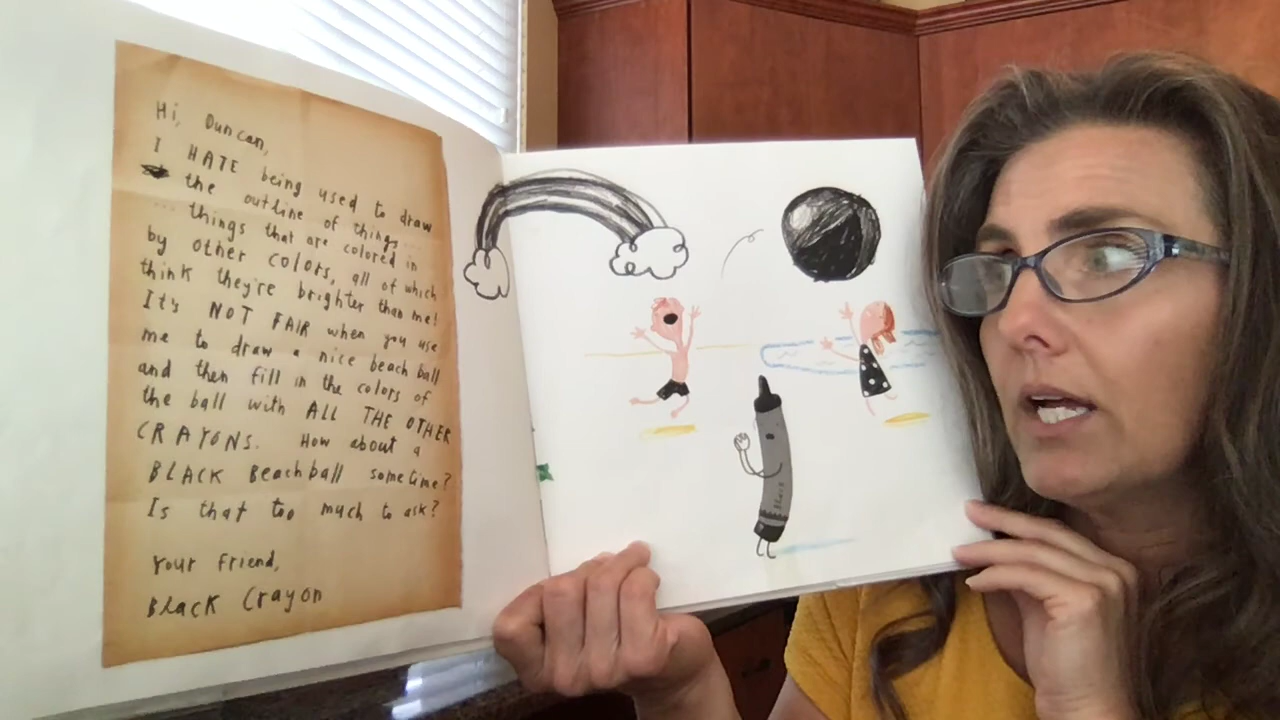 Hi, Duncan,
I HATE being used to draw
the outline of things
... things that are colored in
by other colors, all of which
think they're brighter than me!
It's NOT FAIR when you use
me to draw a nice beach ball
and then fill in the colors of
the ball with ALL THE OTHER
CRAYONS. How about a
BLACK Beachball sometime?
Is that too much to ask?
Your friend,
Black Crayon
Black